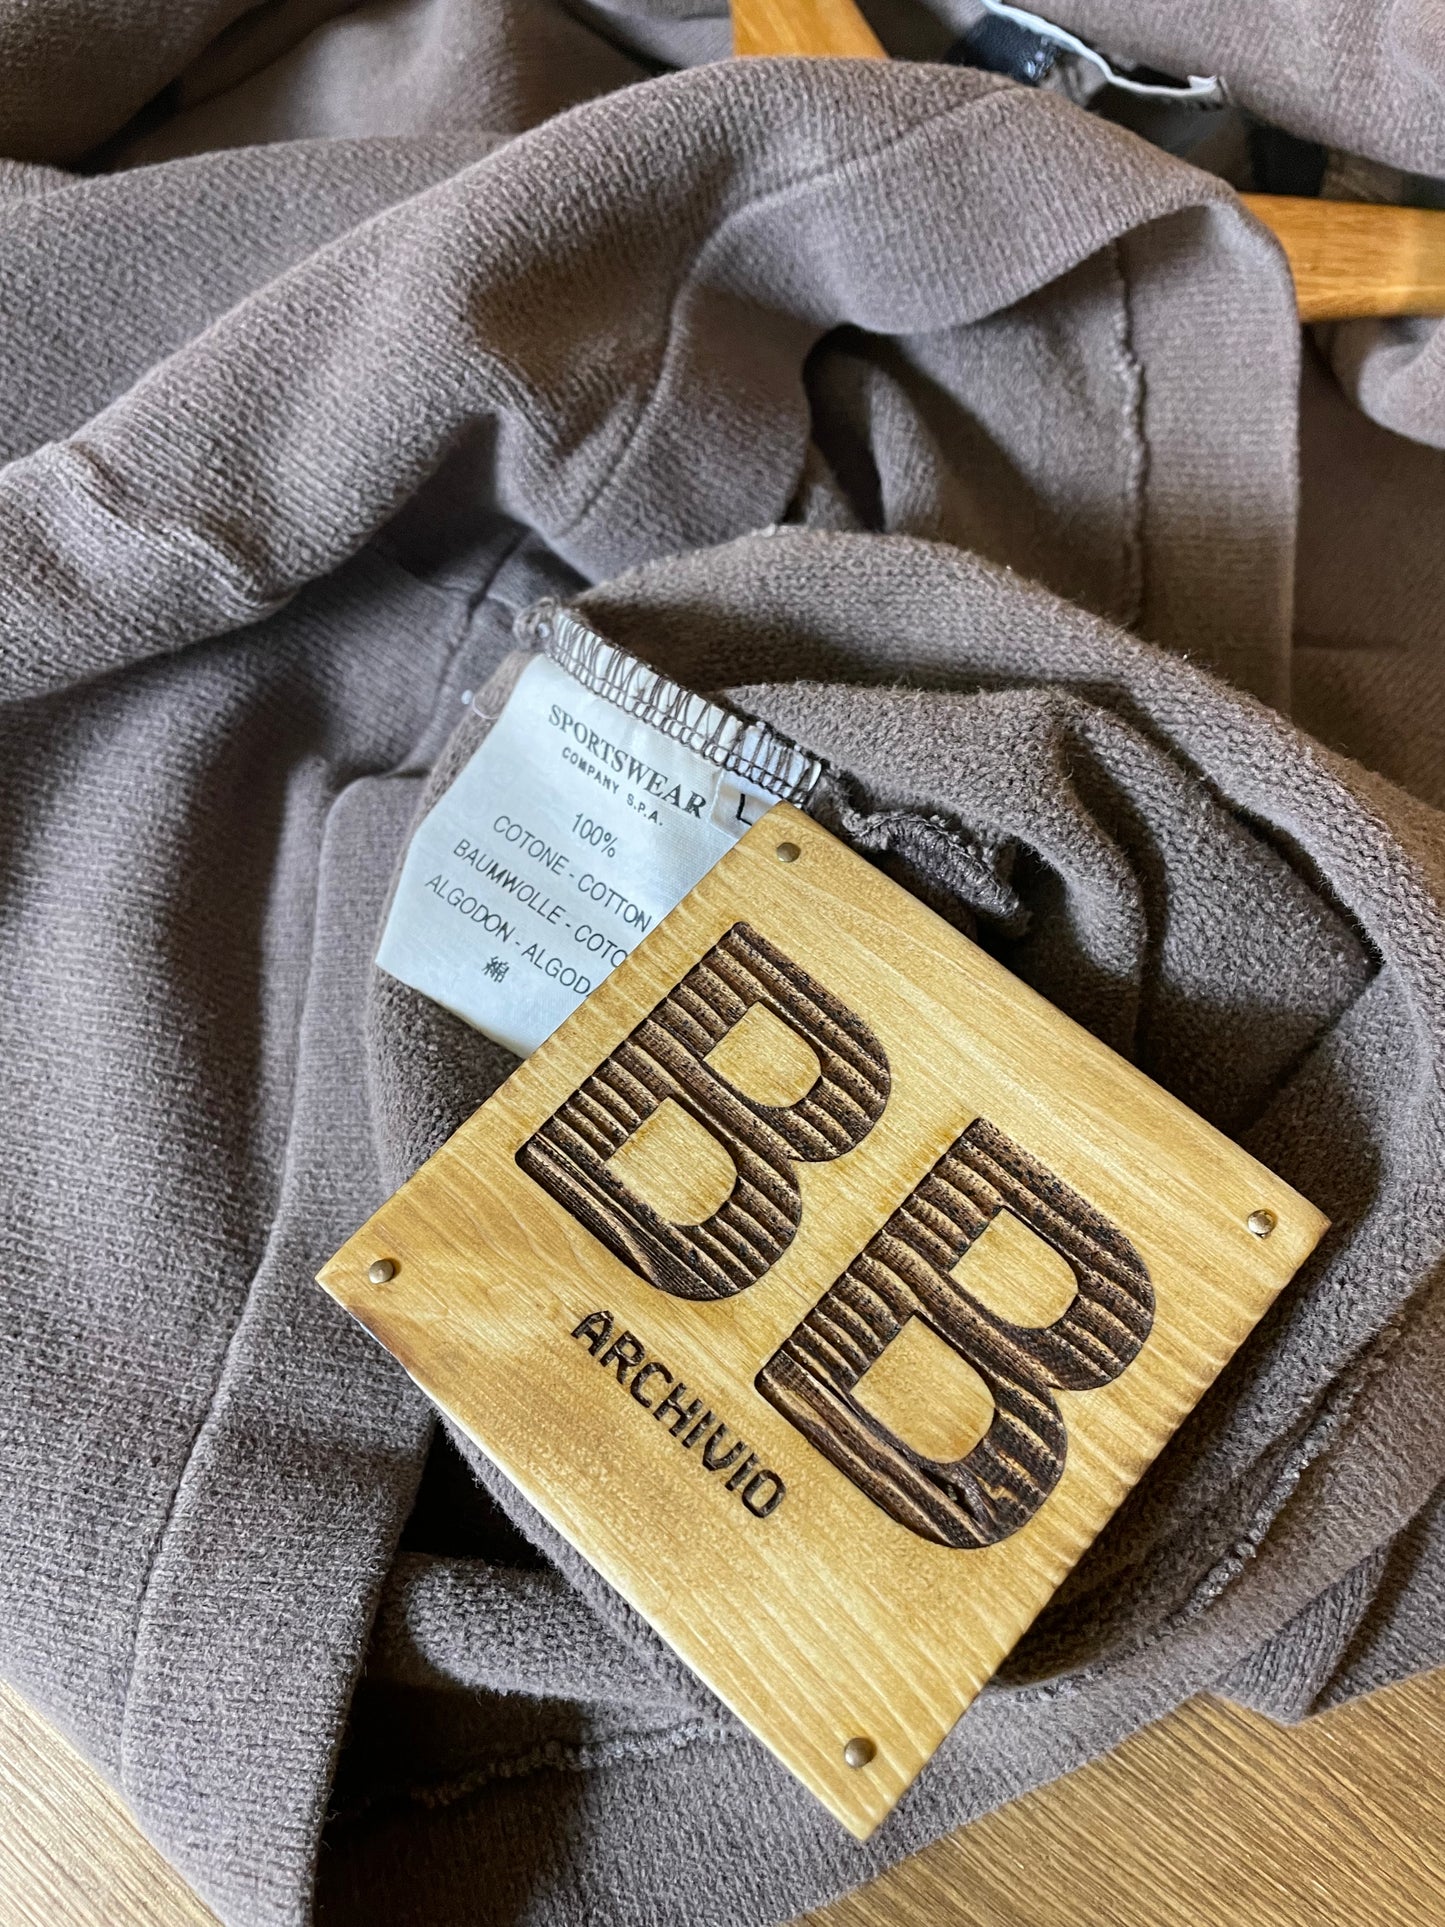 SPORTSWEAR
COMPANY S.P.A.
L
100%
COTONE - COTTON
BAUMWOLLE - COTO
ALGODON - ALGOD
綿
BB
ARCHIVIO